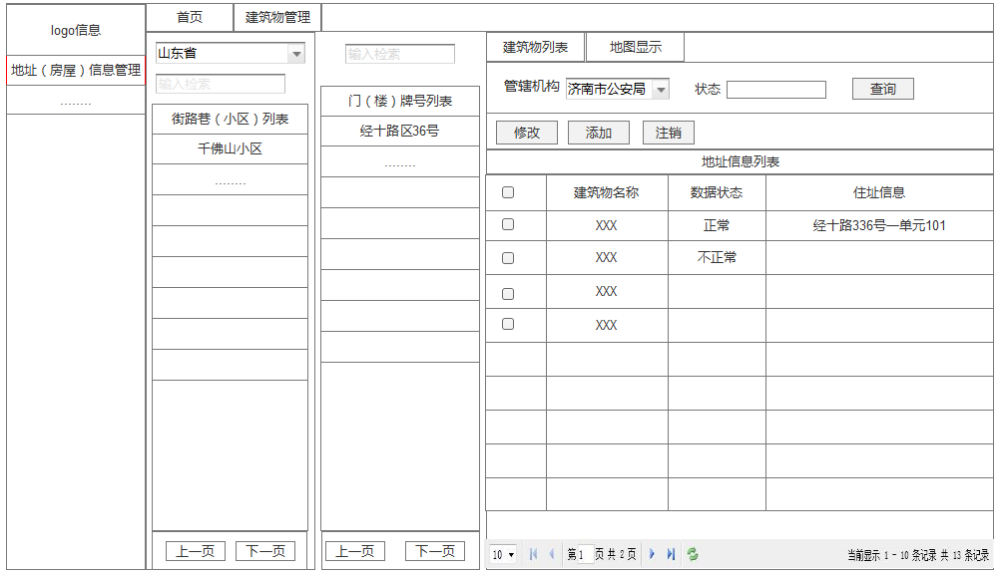 logo信息
地址（房屋）信息管理
........
首页
建筑物管理
山东省
输入检索
街路巷（小区）列表
千佛山小区
........
上一页
下一页
输入检索
门（楼）牌号列表
经十路区36号
........
上一页
下一页
建筑物列表
地图显示
管辖机构 济南市公安局 状态 查询
修改 添加 注销
地址信息列表
建筑物名称 数据状态 住址信息
XXX 正常 经十路336号一单元101
XXX 不正常
XXX
XXX
10 第 1 页 共 2 页 当前显示 1 - 10 条记录 共 13 条记录